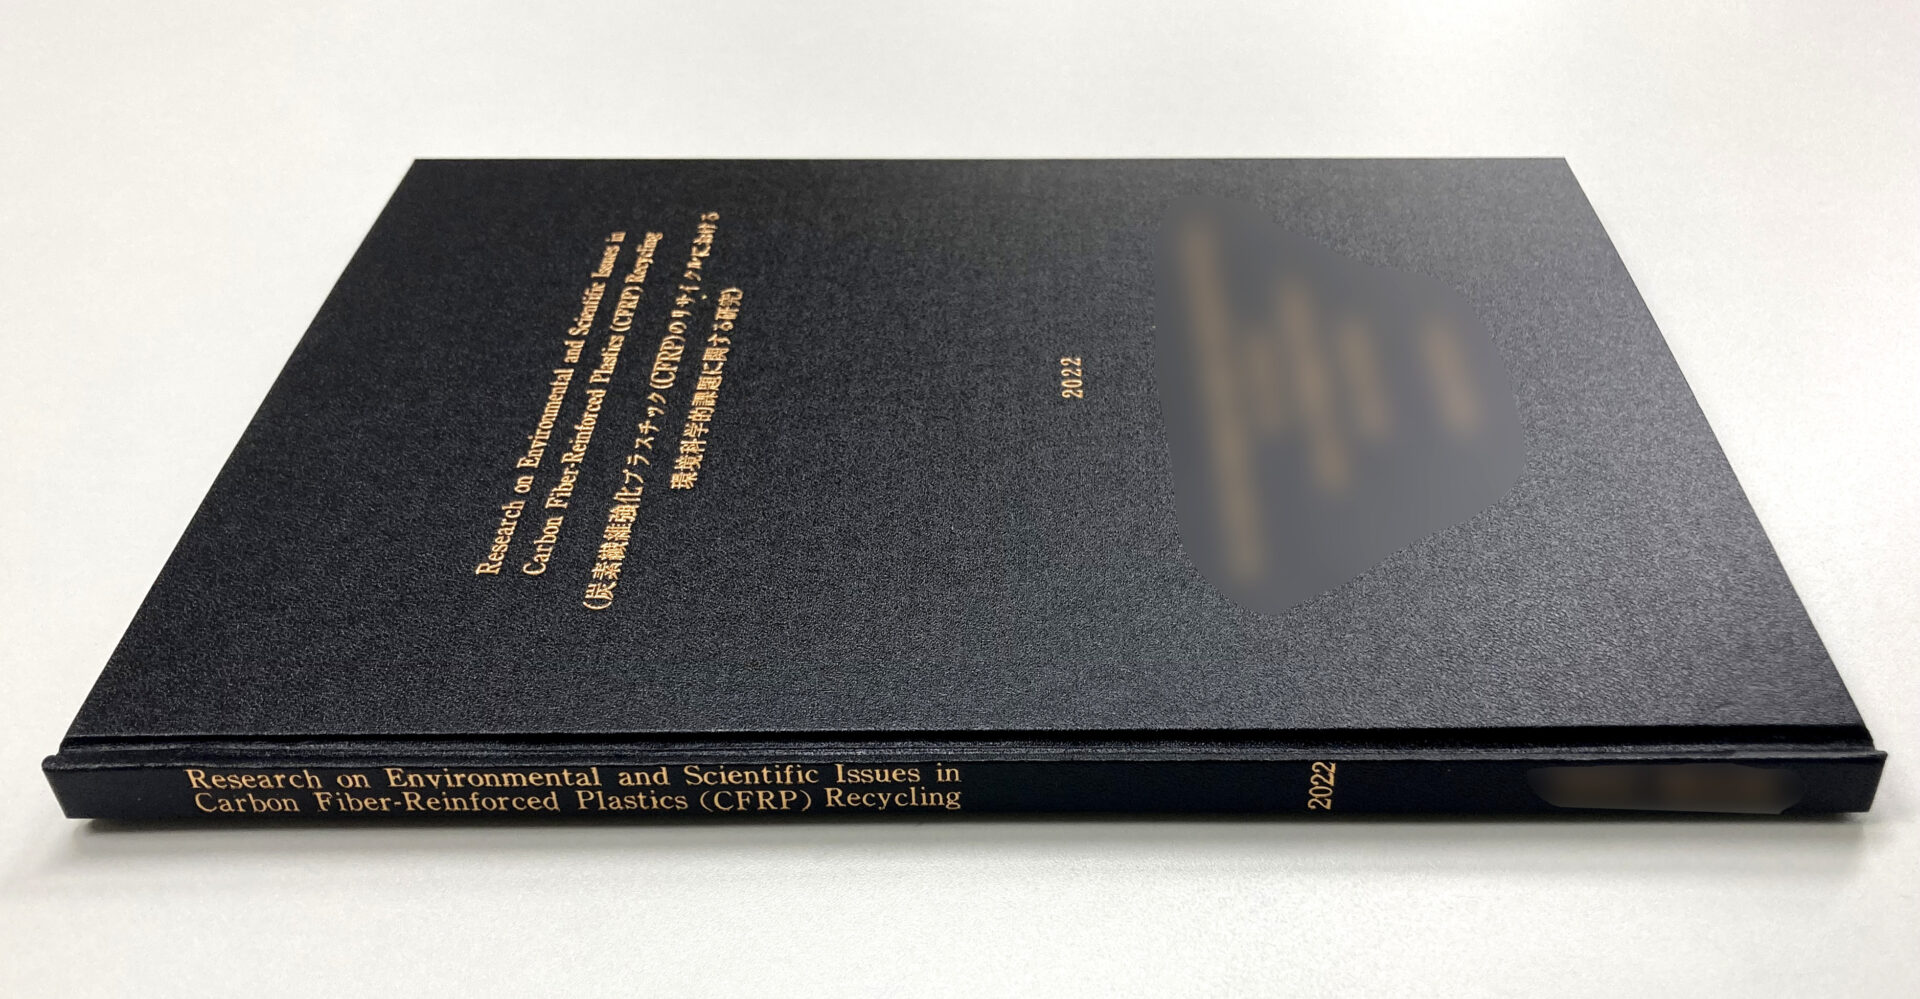 Research on Environmental and Scientific Issues in
Carbon Fiber-Reinforced Plastics (CFRP) Recycling
(炭素繊維強化プラスチック(CFRP)のリサイクルにおける
環境科学的課題に関する研究)
2022
Research on Environmental and Scientific Issues in
Carbon Fiber-Reinforced Plastics (CFRP) Recycling
2022